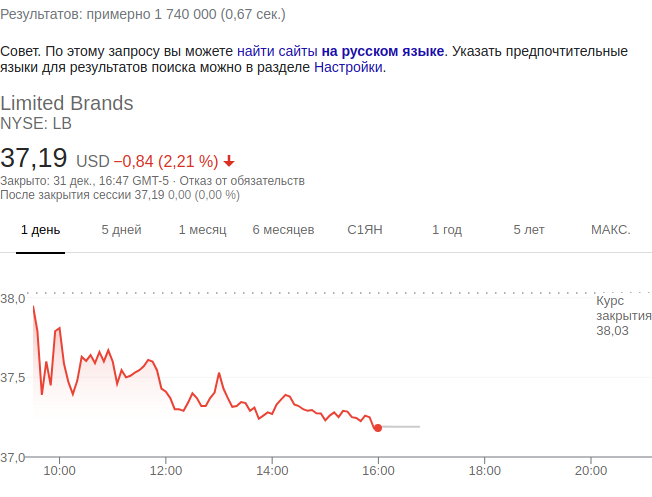 Результатов: примерно 1 740 000 (0,67 сек.)
Совет. По этому запросу вы можете найти сайты на русском языке. Указать предпочтительные
языки для результатов поиска можно в разделе Настройки.
Limited Brands
NYSE: LB
37,19 USD −0,84 (2,21 %)
Закрыто: 31 дек., 16:47 GMT-5 · Отказ от обязательств
После закрытия сессии 37,19 0,00 (0,00 %)
1 день 5 дней 1 месяц 6 месяцев С1ЯН 1 год 5 лет МАКС.
38,0
Курс
закрытия
38,03
37,5
37,0
10:00 12:00 14:00 16:00 18:00 20:00